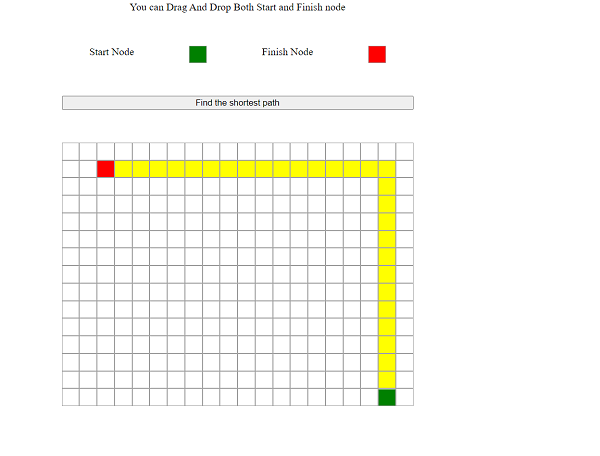 You can Drag And Drop Both Start and Finish node
Start Node Finish Node
Find the shortest path